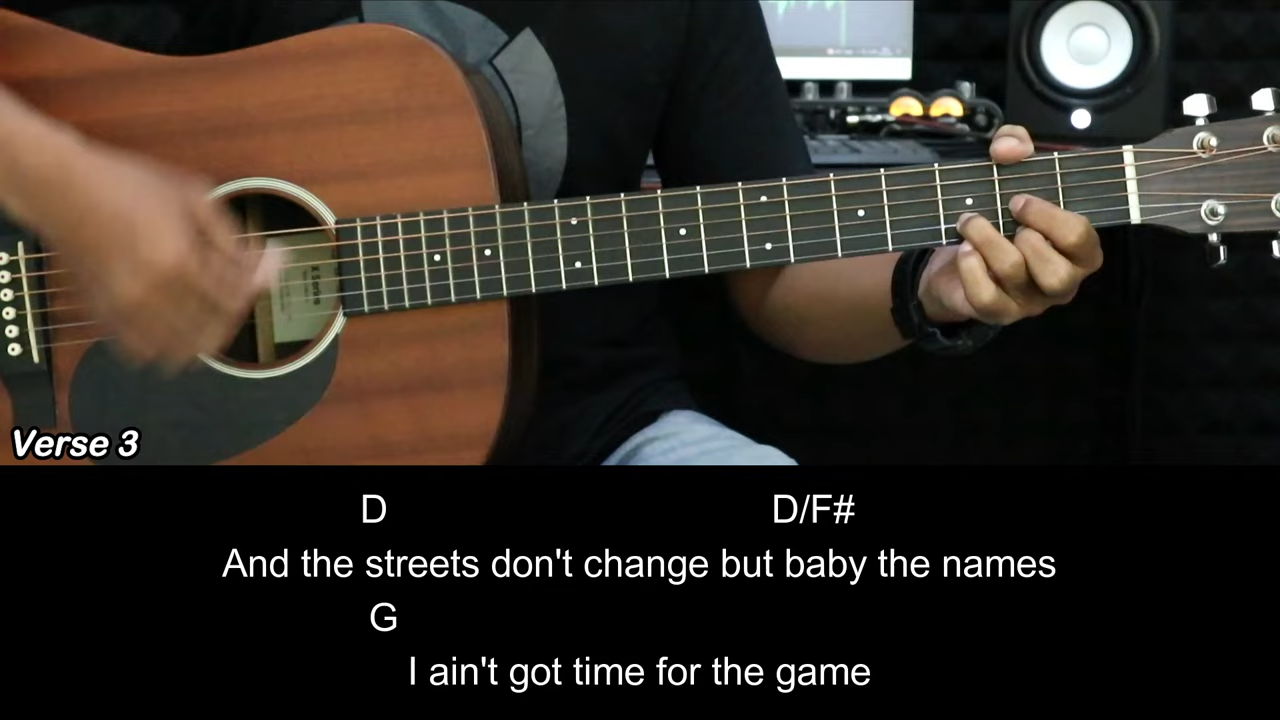 Verse 3
D D/F#
And the streets don't change but baby the names
G
I ain't got time for the game